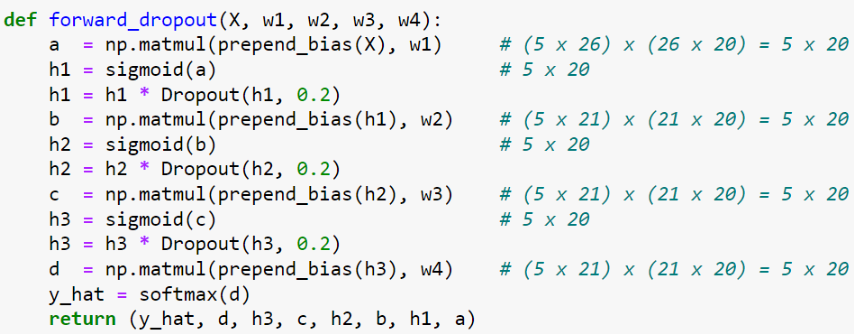 def forward_dropout(X, w1, w2, w3, w4):
    a  = np.matmul(prepend_bias(X), w1)      # (5 x 26) x (26 x 20) = 5 x 20
    h1 = sigmoid(a)                          # 5 x 20
    h1 = h1 * Dropout(h1, 0.2)
    b  = np.matmul(prepend_bias(h1), w2)     # (5 x 21) x (21 x 20) = 5 x 20
    h2 = sigmoid(b)                          # 5 x 20
    h2 = h2 * Dropout(h2, 0.2)
    c  = np.matmul(prepend_bias(h2), w3)     # (5 x 21) x (21 x 20) = 5 x 20
    h3 = sigmoid(c)                          # 5 x 20
    h3 = h3 * Dropout(h3, 0.2)
    d  = np.matmul(prepend_bias(h3), w4)     # (5 x 21) x (21 x 20) = 5 x 20
    y_hat = softmax(d)
    return (y_hat, d, h3, c, h2, b, h1, a)